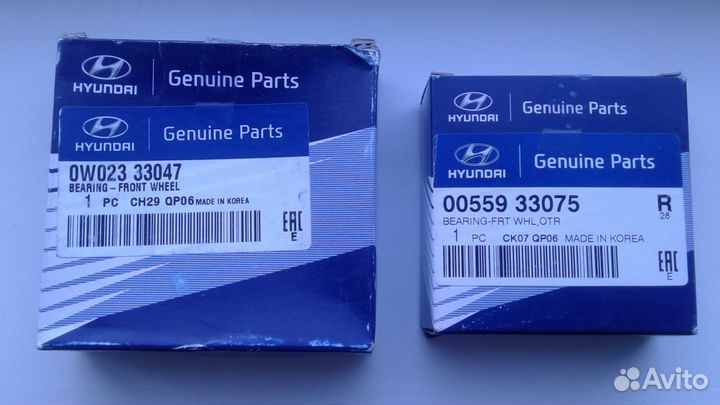 HYUNDAI
Genuine Parts
HYUNDAI
Genuine Parts
0W023 33047
BEARING - FRONT WHEEL
1 PC CH29 QP06 MADE IN KOREA
EAC
E
HYUNDAI
Genuine Parts
HYUNDAI
Genuine Parts
00559 33075
R
28
BEARING-FRT WHL,OTR
1 PC CK07 QP06 MADE IN KOREA
EAC
E
Avito